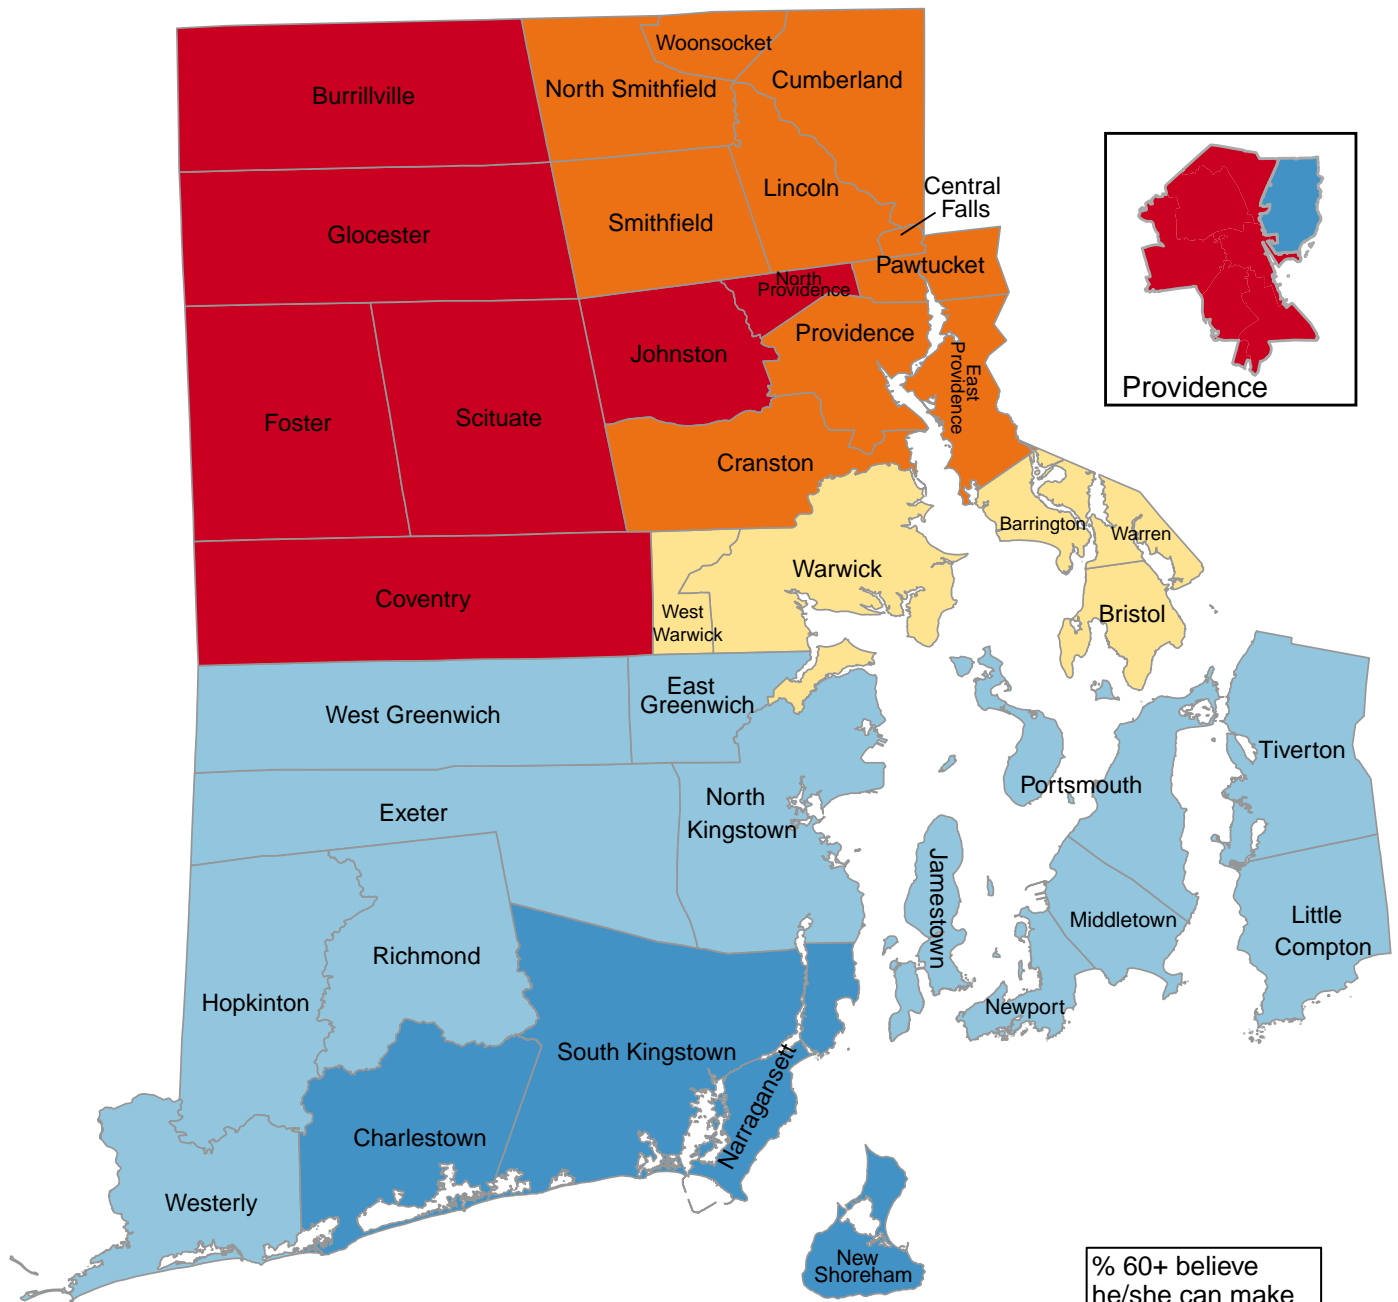 Woonsocket
Cumberland
North Smithfield
Burrillville
Central
Falls
Lincoln
Smithfield
Glocester
Pawtucket
North
Providence
Providence
Johnston
East
Providence
Providence
Foster
Scituate
Cranston
Barrington
Warren
Warwick
Coventry
West
Warwick
Bristol
East
Greenwich
West Greenwich
Tiverton
Portsmouth
North
Kingstown
Exeter
Jamestown
Middletown
Little
Compton
Richmond
Hopkinton
Newport
South Kingstown
Narragansett
Charlestown
Westerly
New
Shoreham
% 60+ believe
he/she can make